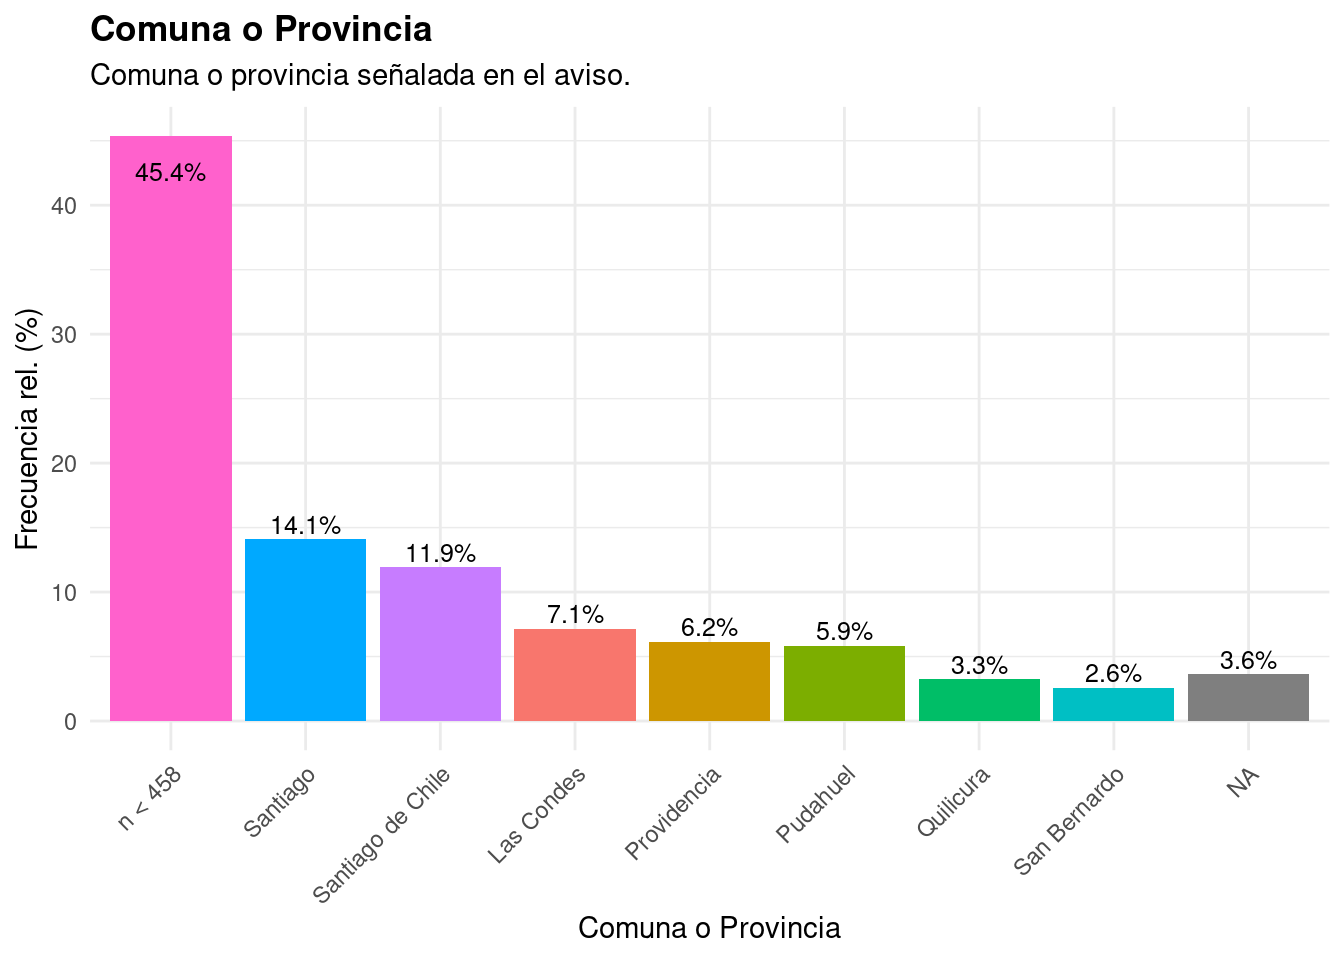 Comuna o Provincia
Comuna o provincia señalada en el aviso.
Frecuencia rel. (%)
40
30
20
10
0
45.4%
14.1%
11.9%
7.1%
6.2%
5.9%
3.3%
2.6%
3.6%
n < 458
Santiago
Santiago de Chile
Las Condes
Providencia
Pudahuel
Quilicura
San Bernardo
NA
Comuna o Provincia